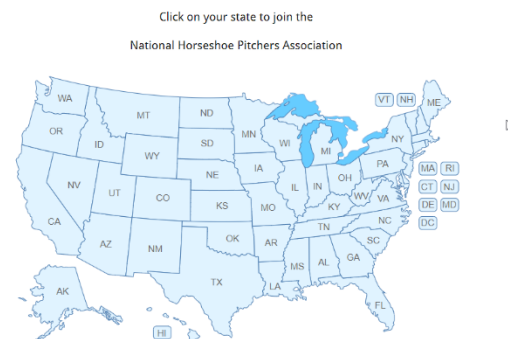 Click on your state to join the
National Horseshoe Pitchers Association
WA
MT
ND
MN
VT
NH
ME
OR
ID
WY
SD
WI
MI
NY
NV
UT
CO
NE
IA
IL
IN
OH
PA
MA
RI
CA
KS
MO
KY
WV
VA
CT
NJ
DE
MD
AZ
NM
OK
AR
TN
NC
DC
SC
TX
LA
MS
AL
GA
FL
AK
HI